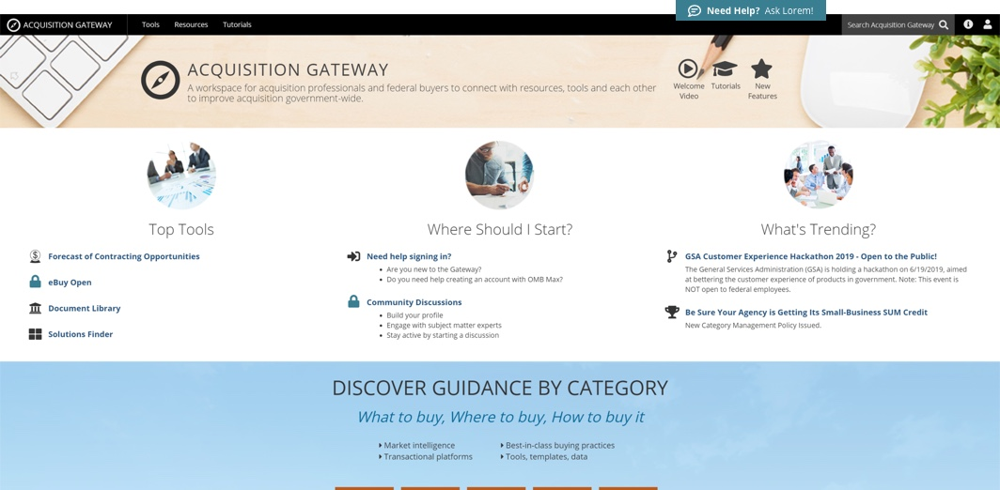 Need Help? Ask Lorem!
ACQUISITION GATEWAY
Tools
Resources
Tutorials
Search Acquisition Gateway
ACQUISITION GATEWAY
A workspace for acquisition professionals and federal buyers to connect with resources, tools and each other
to improve acquisition government-wide.
Welcome
Video
Tutorials
New
Features
Top Tools
Forecast of Contracting Opportunities
eBuy Open
Document Library
Solutions Finder
Where Should I Start?
Need help signing in?
Are you new to the Gateway?
Do you need help creating an account with OMB Max?
Community Discussions
Build your profile
Engage with subject matter experts
Stay active by starting a discussion
What's Trending?
GSA Customer Experience Hackathon 2019 - Open to the Public!
The General Services Administration (GSA) is holding a hackathon on 6/19/2019, aimed
at bettering the customer experience of products in government. Note: This event is
NOT open to federal employees.
Be Sure Your Agency is Getting Its Small-Business SUM Credit
New Category Management Policy Issued.
DISCOVER GUIDANCE BY CATEGORY
What to buy, Where to buy, How to buy it
Market intelligence
Transactional platforms
Best-in-class buying practices
Tools, templates, data